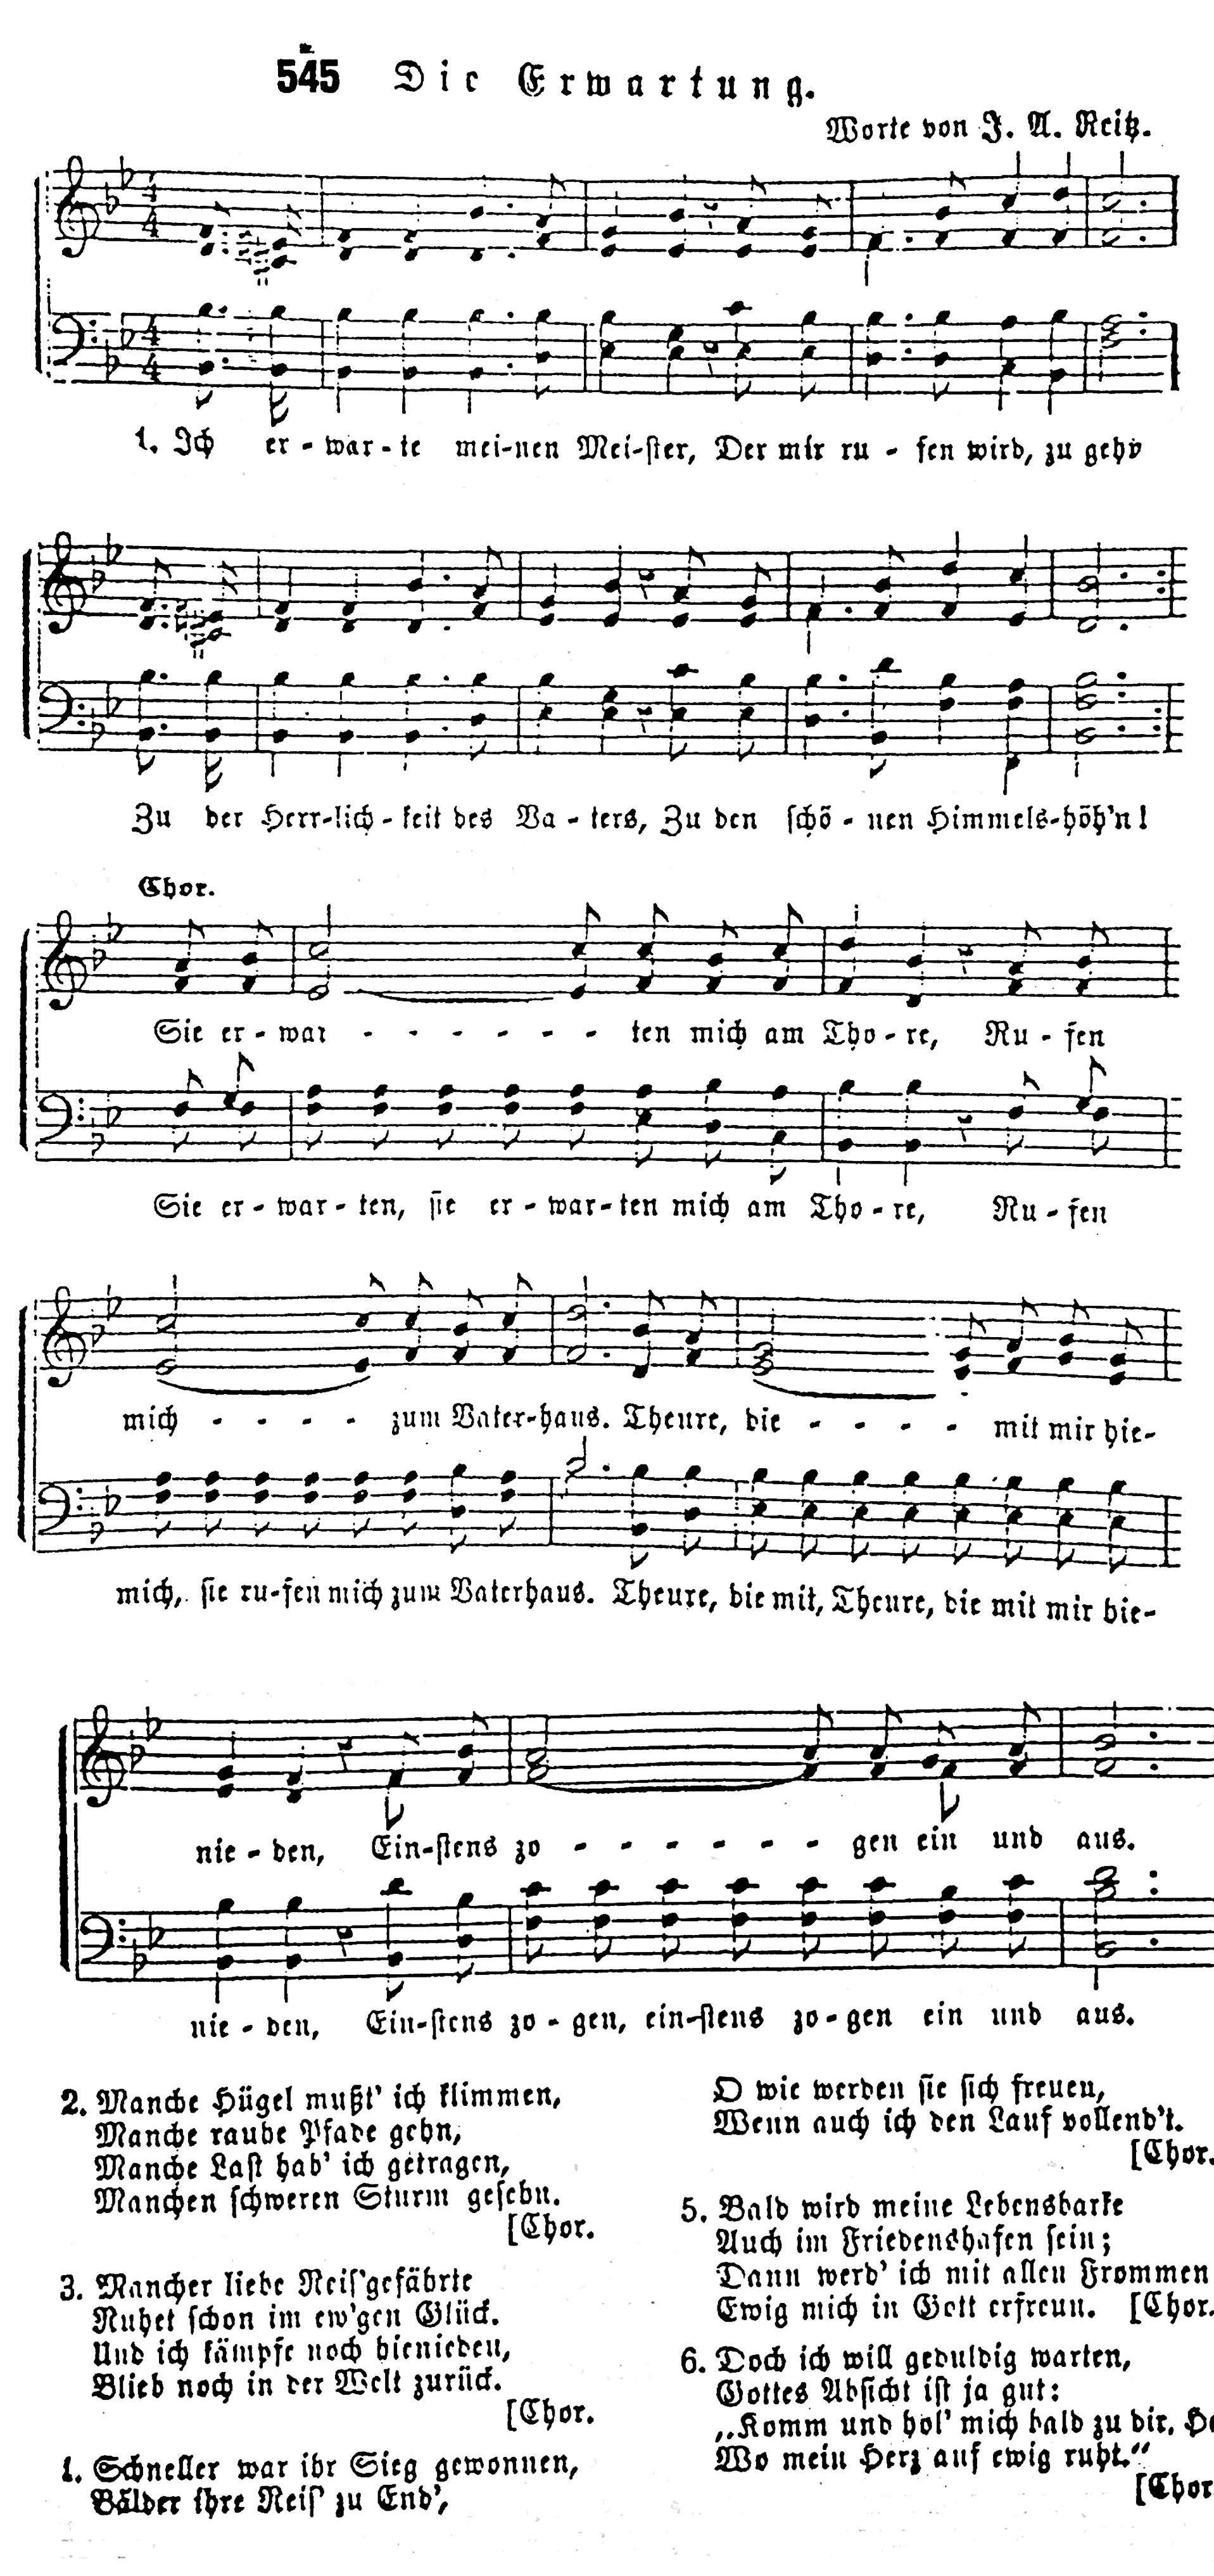 545 Die Erwartung.
Worte von J. A. Reitz.
1. Ich er - war - te mei-nen Mei-ster, Der mir ru - fen wird, zu gehn
Zu der Herr-lich - keit des Va - ters, Zu den schö - nen Himmels-höh'n!
Chor.
Sie er - war - - - - - - ten mich am Tho - re, Ru - fen
Sie er - war - ten, sie er - war - ten mich am Tho - re, Ru - fen
mich - - - - zum Vater-haus. Theure, die - - - - mit mir hie-
mich, sie ru-fen mich zum Vaterhaus. Theure, die mit, Theure, die mit mir hie-
nie - den, Ein-stens zo - - - - - - gen ein und aus.
nie - den, Ein-stens zo - gen, ein-stens zo - gen ein und aus.
2. Manche Hügel mußt' ich klimmen,
Manche rauhe Pfade gehn,
Manche Last hab' ich getragen,
Manchen schweren Sturm gesehn.
[Chor.
3. Mancher liebe Reis'gefährte
Ruhet schon im ew'gen Glück.
Und ich kämpfe noch hienieden,
Blieb noch in der Welt zurück.
[Chor.
4. Schneller war ihr Sieg gewonnen,
Bälder ihre Reis' zu End',
O wie werden sie sich freuen,
Wenn auch ich den Lauf vollend't.
[Chor.
5. Bald wird meine Lebensbarke
Auch im Friedenshafen sein;
Dann werd' ich mit allen Frommen
Ewig mich in Gott erfreun. [Chor.
6. Doch ich will geduldig warten,
Gottes Absicht ist ja gut:
„Komm und hol' mich bald zu dir,
Wo mein Herz auf ewig ruht.“
[Chor